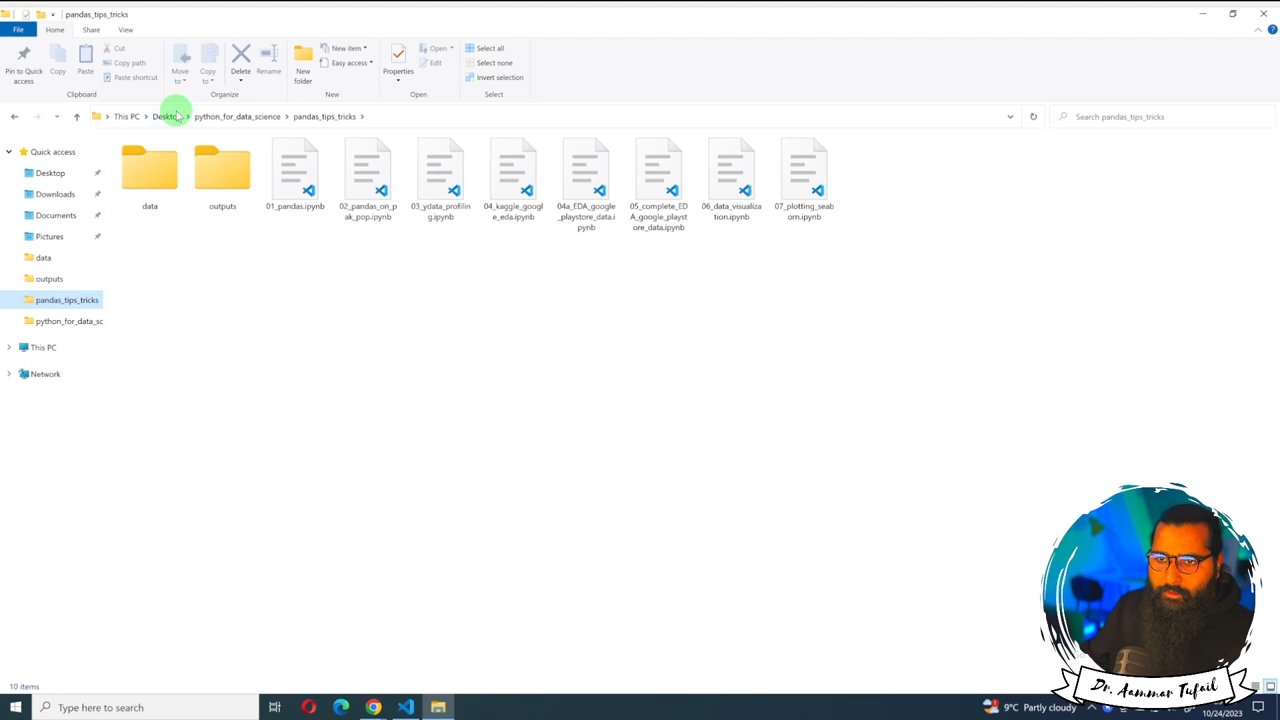 pandas_tips_tricks
File Home Share View
Pin to Quick access
Copy
Paste
Cut
Copy path
Paste shortcut
Move to
Copy to
Delete
Rename
New folder
New item
Easy access
Properties
Open
Edit
Select all
Select none
Invert selection
Clipboard Organize New Open Select
This PC Desktop python_for_data_science pandas_tips_tricks
Search pandas_tips_tricks
Quick access
Desktop
Downloads
Documents
Pictures
data
outputs
pandas_tips_tricks
python_for_data_sc
This PC
Network
data
outputs
01_pandas.ipynb
02_pandas_on_p
ak_pop.ipynb
03_ydata_profilin
g.ipynb
04_kaggle_googl
e_eda.ipynb
04a_EDA_google
_playstore_data.i
pynb
05_complete_ED
A_google_playst
ore_data.ipynb
06_data_visualiza
tion.ipynb
07_plotting_seab
orn.ipynb
10 items
Dr. Aammar Tufail
Type here to search
9°C Partly cloudy
10/24/2023